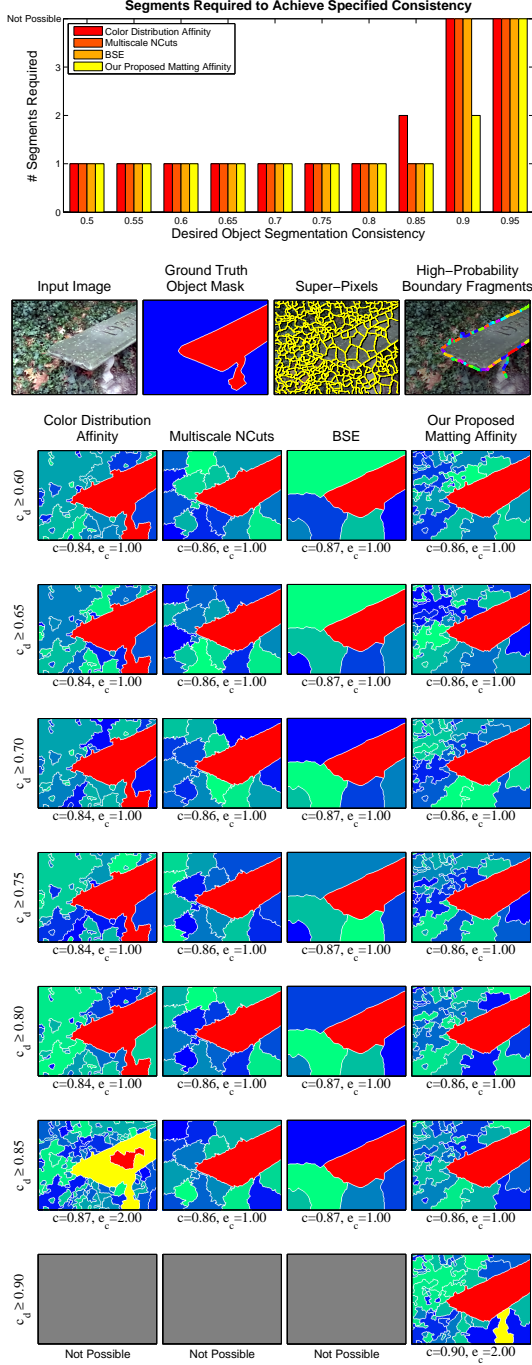 Segments Required to Achieve Specified Consistency
Not Possible
3
2
1
0
# Segments Required
Color Distribution Affinity
Multiscale NCuts
BSE
Our Proposed Matting Affinity
0.5 0.55 0.6 0.65 0.7 0.75 0.8 0.85 0.9 0.95
Desired Object Segmentation Consistency
Input Image
Ground Truth
Object Mask
Super-Pixels
High-Probability
Boundary Fragments
Color Distribution
Affinity
Multiscale NCuts
BSE
Our Proposed
Matting Affinity
c_d ≥0.60
c=0.84, e_c=1.00 c=0.86, e_c=1.00 c=0.87, e_c=1.00 c=0.86, e_c=1.00
c_d ≥0.65
c=0.84, e_c=1.00 c=0.86, e_c=1.00 c=0.87, e_c=1.00 c=0.86, e_c=1.00
c_d ≥0.70
c=0.84, e_c=1.00 c=0.86, e_c=1.00 c=0.87, e_c=1.00 c=0.86, e_c=1.00
c_d ≥0.75
c=0.84, e_c=1.00 c=0.86, e_c=1.00 c=0.87, e_c=1.00 c=0.86, e_c=1.00
c_d ≥0.80
c=0.84, e_c=1.00 c=0.86, e_c=1.00 c=0.87, e_c=1.00 c=0.86, e_c=1.00
c_d ≥0.85
c=0.87, e_c=2.00 c=0.86, e_c=1.00 c=0.87, e_c=1.00 c=0.86, e_c=1.00
c_d ≥0.90
Not Possible Not Possible Not Possible c=0.90, e_c=2.00